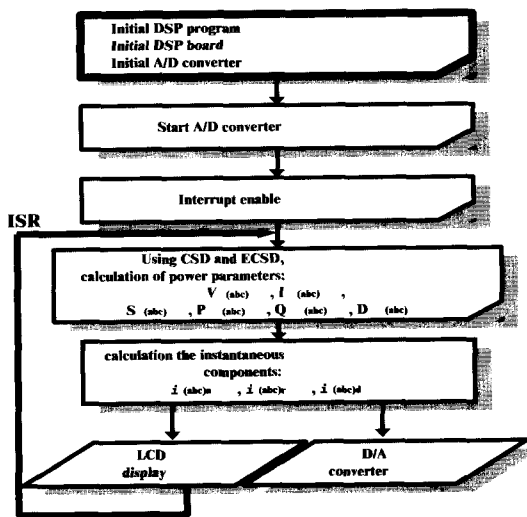 Initial DSP program
Initial DSP board
Initial A/D converter
Start A/D converter
Interrupt enable
ISR
Using CSD and ECSD,
calculation of power parameters:
V (abc) , I (abc) ,
S (abc) , P (abc) , Q (abc) , D (abc)
calculation the instantaneous
components:
i (abc)a , i (abc)r , i (abc)d
LCD
display
D/A
converter